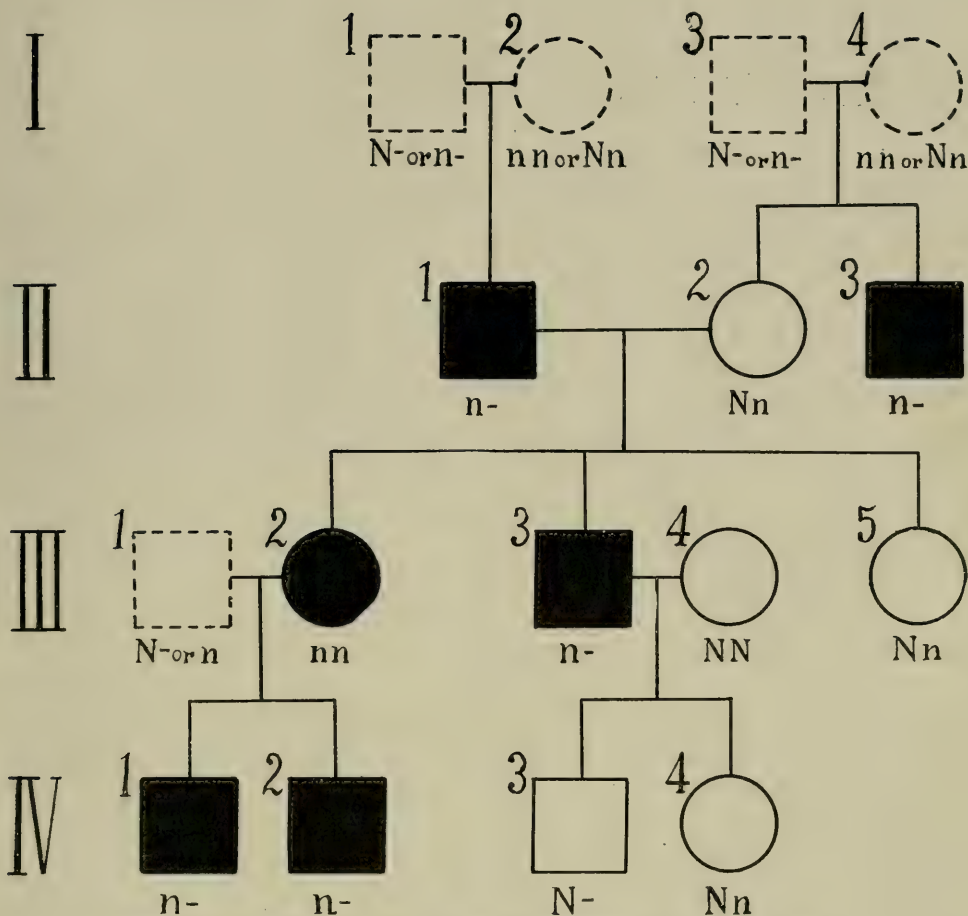 I
1 2 3 4
N-orn- nnorNn N-orn- nnorNn
II
1 2 3
n- Nn n-
III
1 2 3 4 5
N-orn nn n- NN Nn
IV
1 2 3 4
n- n- N- Nn